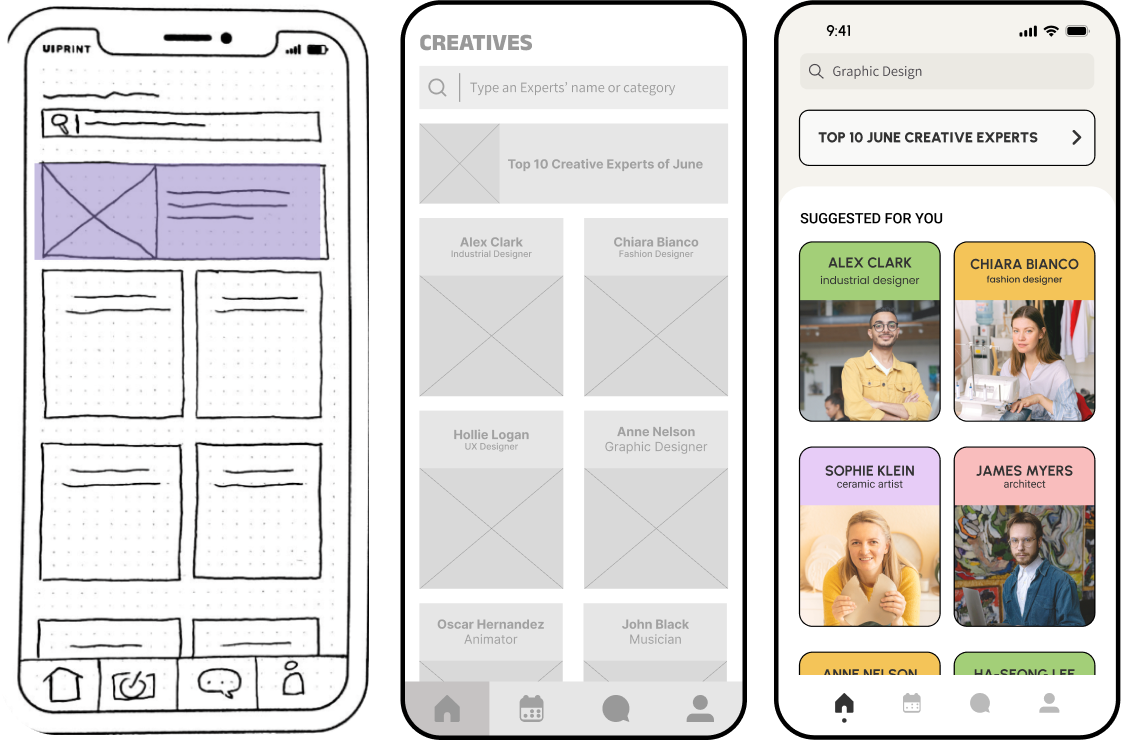 UIPRINT
CREATIVES
Type an Experts' name or category
Top 10 Creative Experts of June
Alex Clark
Industrial Designer
Chiara Bianco
Fashion Designer
Hollie Logan
UX Designer
Anne Nelson
Graphic Designer
Oscar Hernandez
Animator
John Black
Musician
9:41
Graphic Design
TOP 10 JUNE CREATIVE EXPERTS
SUGGESTED FOR YOU
ALEX CLARK
industrial designer
CHIARA BIANCO
fashion designer
SOPHIE KLEIN
ceramic artist
JAMES MYERS
architect
ANNE NELSON
HA-SEONG LEE